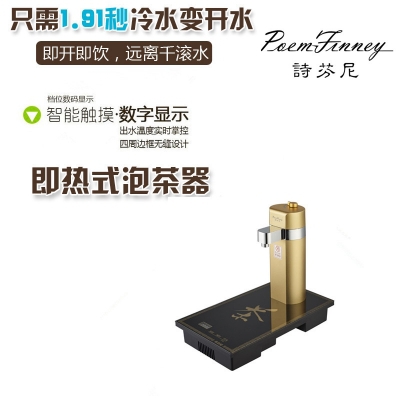 只需1.91秒冷水变开水
即开即饮，远离千滚水
Poem Finney
詩芬尼
档位数码显示
智能触摸·数字显示
出水温度实时掌控
四周边框无缝设计
即热式泡茶器